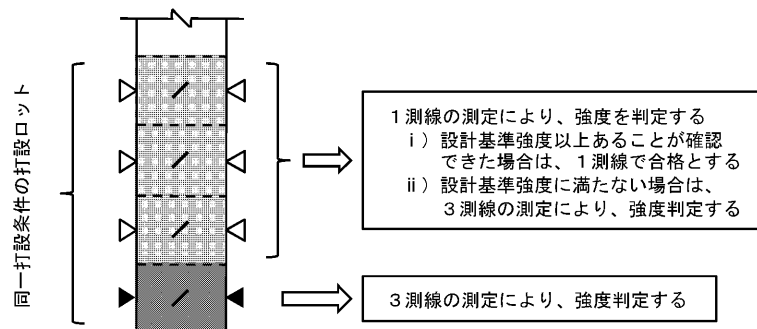 同一打設条件の打設ロット
1測線の測定により、強度を判定する
ⅰ）設計基準強度以上あることが確認
できた場合は、1測線で合格とする
ⅱ）設計基準強度に満たない場合は、
3測線の測定により、強度判定する
3測線の測定により、強度判定する